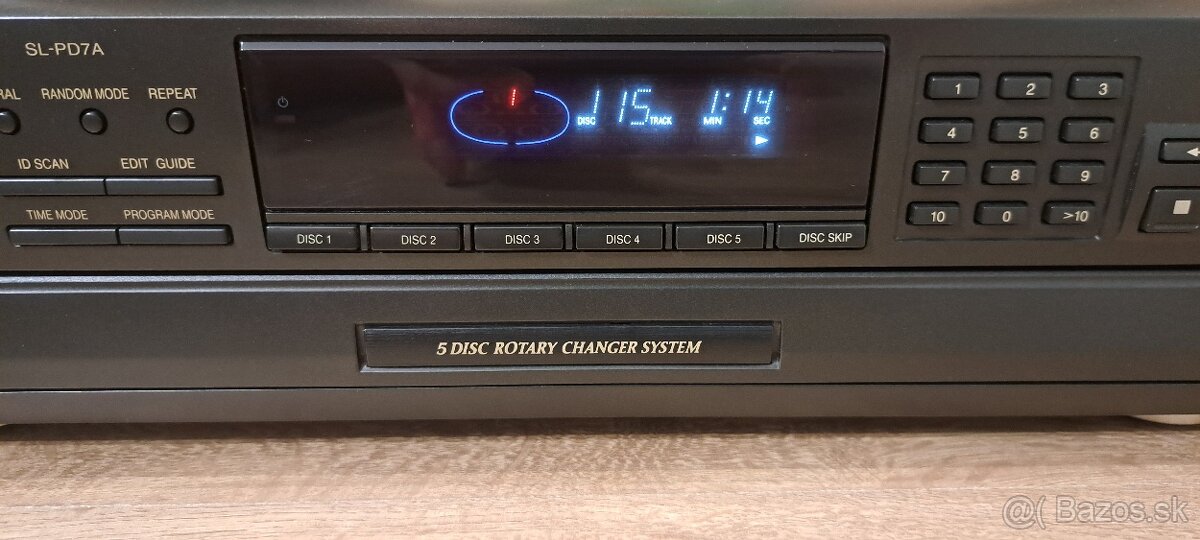 SL-PD7A
RAL RANDOM MODE REPEAT
ID SCAN EDIT GUIDE
TIME MODE PROGRAM MODE
1
1 15 1:14
DISC TRACK MIN SEC
DISC 1 DISC 2 DISC 3 DISC 4 DISC 5 DISC SKIP
1 2 3
4 5 6
7 8 9
10 0 >10
5 DISC ROTARY CHANGER SYSTEM
@( Bazos.sk